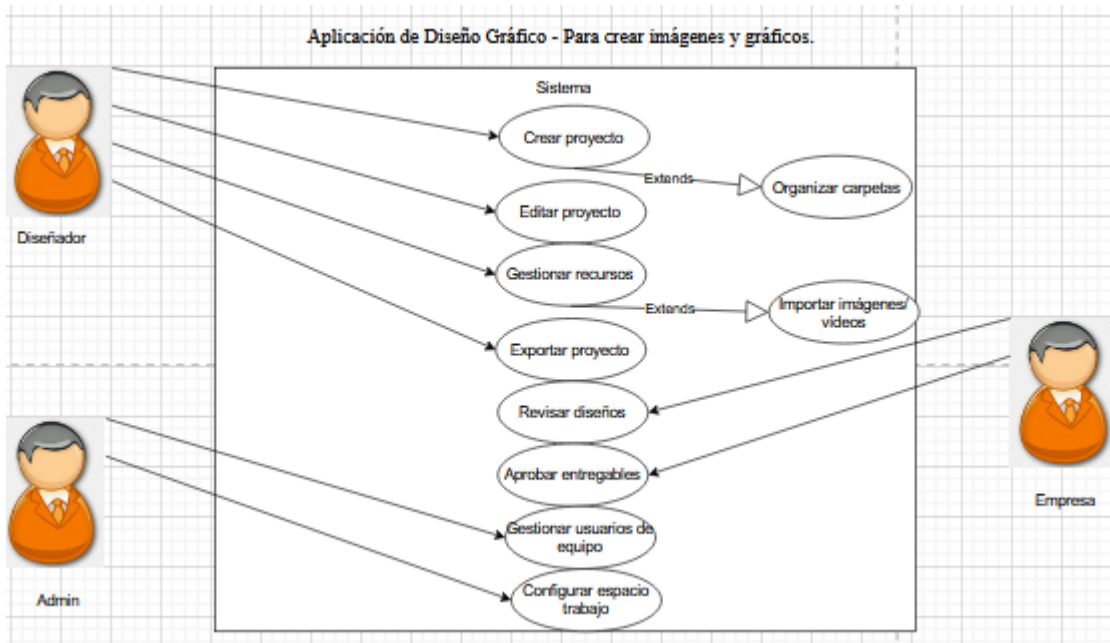 Aplicación de Diseño Gráfico - Para crear imágenes y gráficos.
Sistema
Crear proyecto
Extends
Organizar carpetas
Editar proyecto
Diseñador
Gestionar recursos
Extends
Importar imágenes/
vídeos
Exportar proyecto
Revisar diseños
Aprobar entregables
Empresa
Gestionar usuarios de
equipo
Configurar espacio
trabajo
Admin